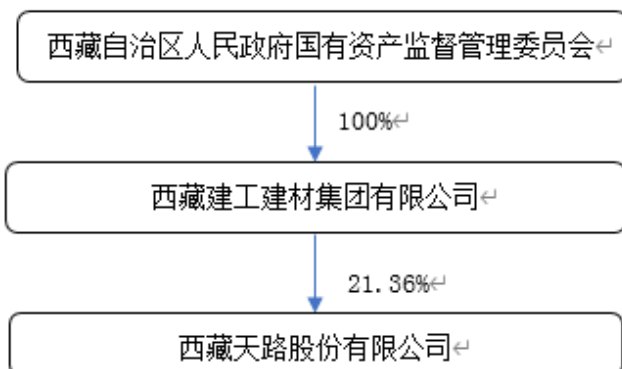 西藏自治区人民政府国有资产监督管理委员会↵
100%↵
西藏建工建材集团有限公司↵
21.36%↵
西藏天路股份有限公司↵